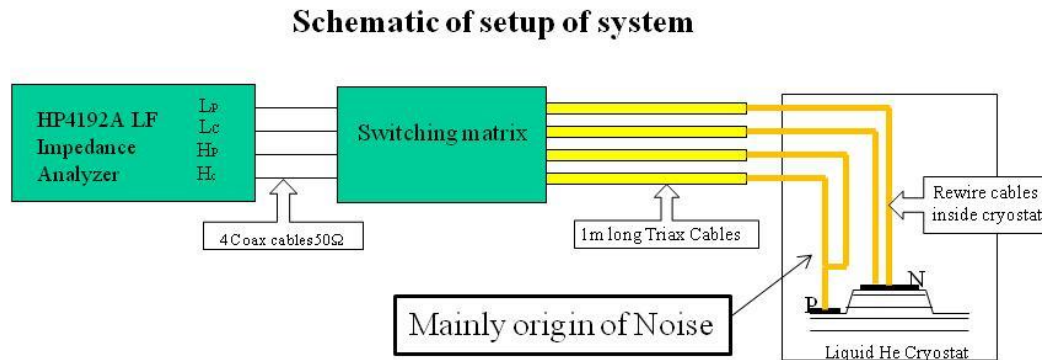 Schematic of setup of system
HP4192A LF
Impedance
Analyzer
LP
LC
HP
Hc
Switching matrix
4 Coax cables50Ω
1m long Triax Cables
Rewire cables
inside cryostat
Mainly origin of Noise
P
N
Liquid He Cryostat